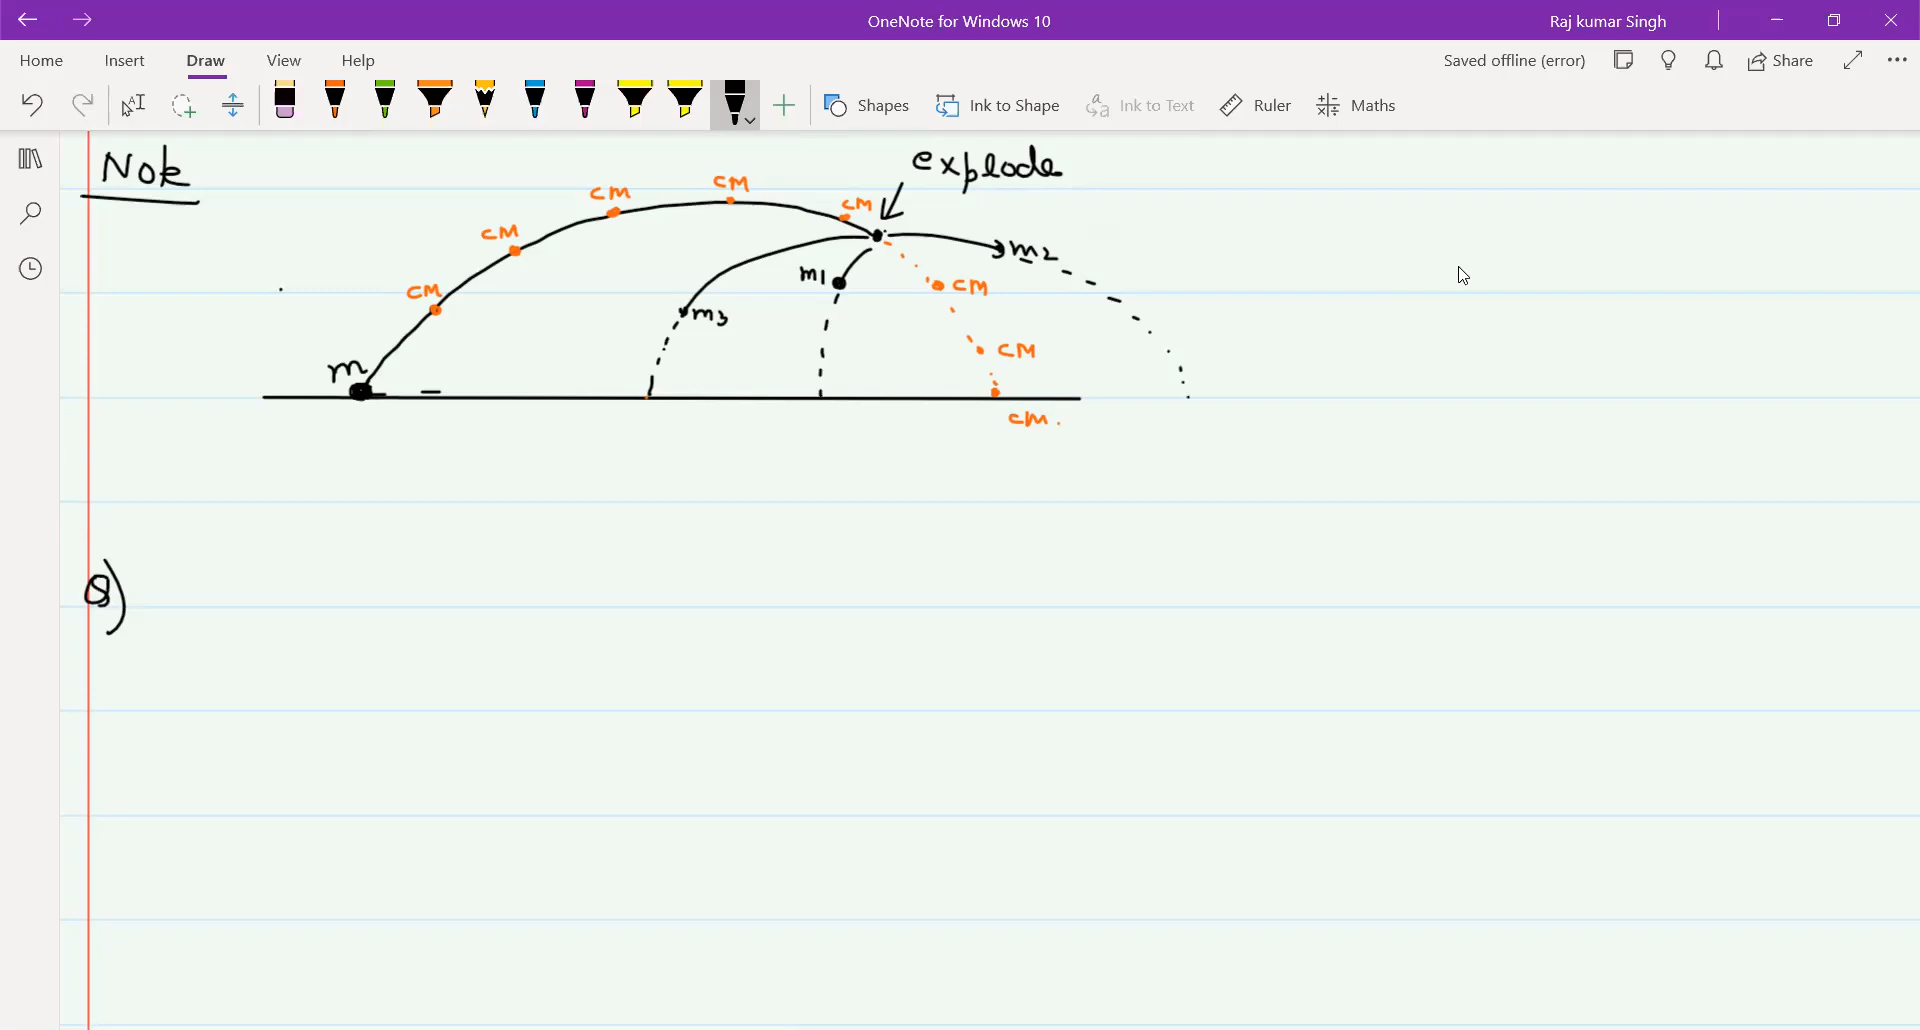 OneNote for Windows 10
Raj kumar Singh
Home Insert Draw View Help
Saved offline (error) Share
Shapes Ink to Shape Ink to Text Ruler Maths
Note
explode
CM
CM
CM
CM
CM
m2
m1
CM
m3
CM
m
CM.
Q)